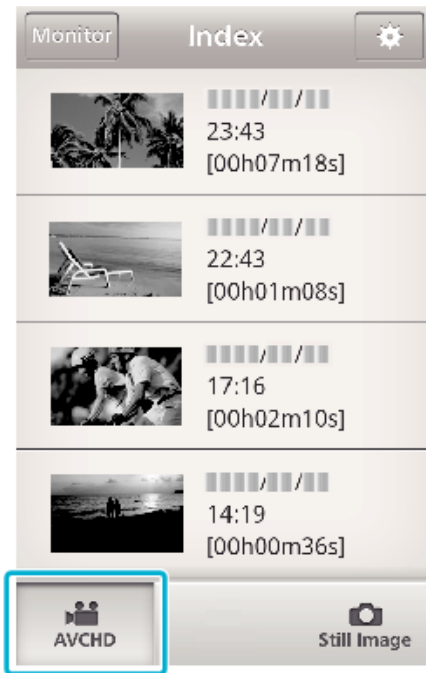 Monitor Index
23:43
[00h07m18s]
22:43
[00h01m08s]
17:16
[00h02m10s]
14:19
[00h00m36s]
AVCHD Still Image